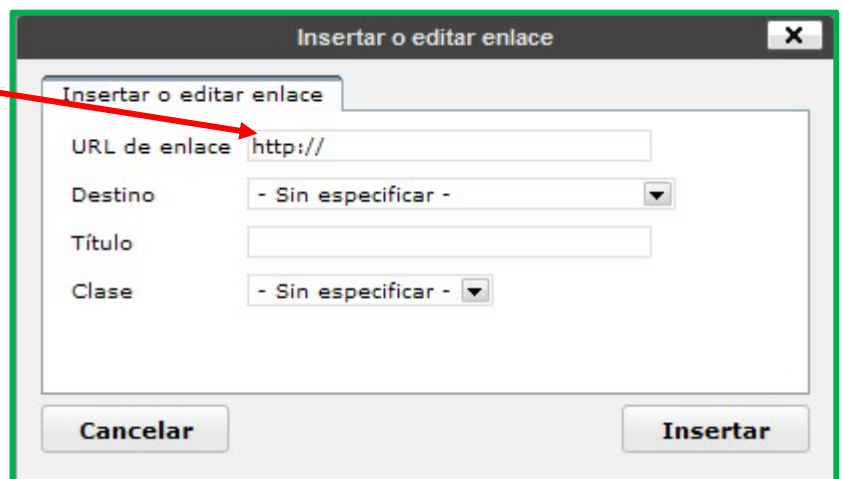 Insertar o editar enlace
Insertar o editar enlace
URL de enlace http://
Destino - Sin especificar -
Título
Clase - Sin especificar -
Cancelar Insertar